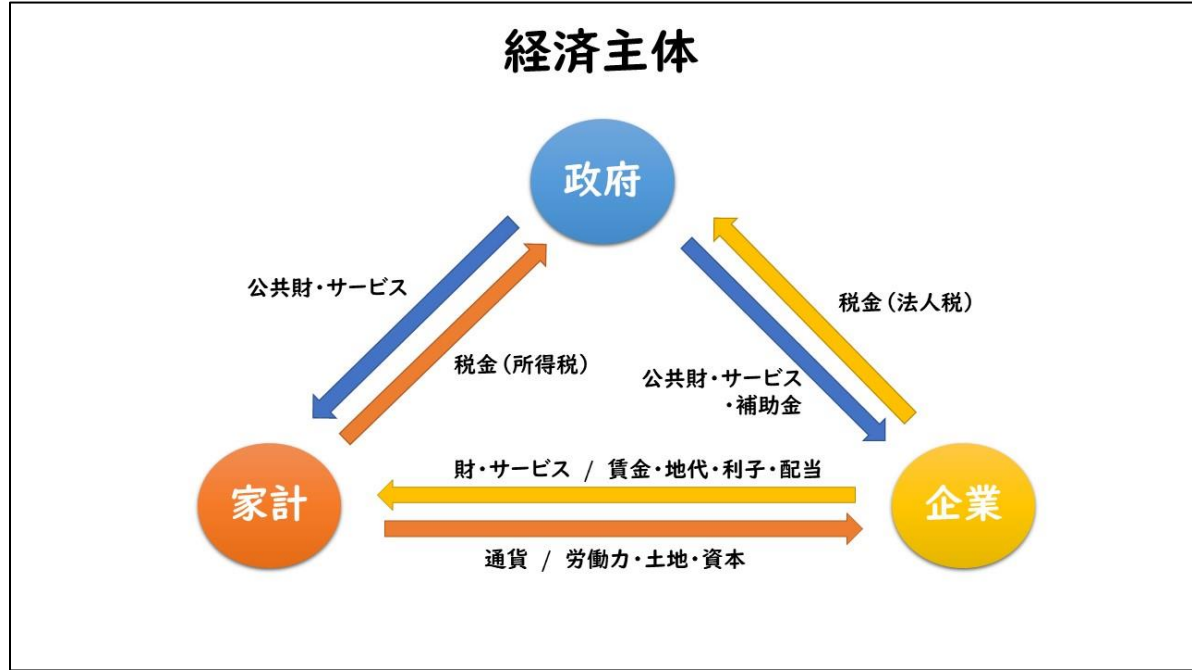 経済主体
政府
公共財・サービス
税金(法人税)
税金(所得税)
公共財・サービス
・補助金
家計
財・サービス / 賃金・地代・利子・配当
企業
通貨 / 労働力・土地・資本